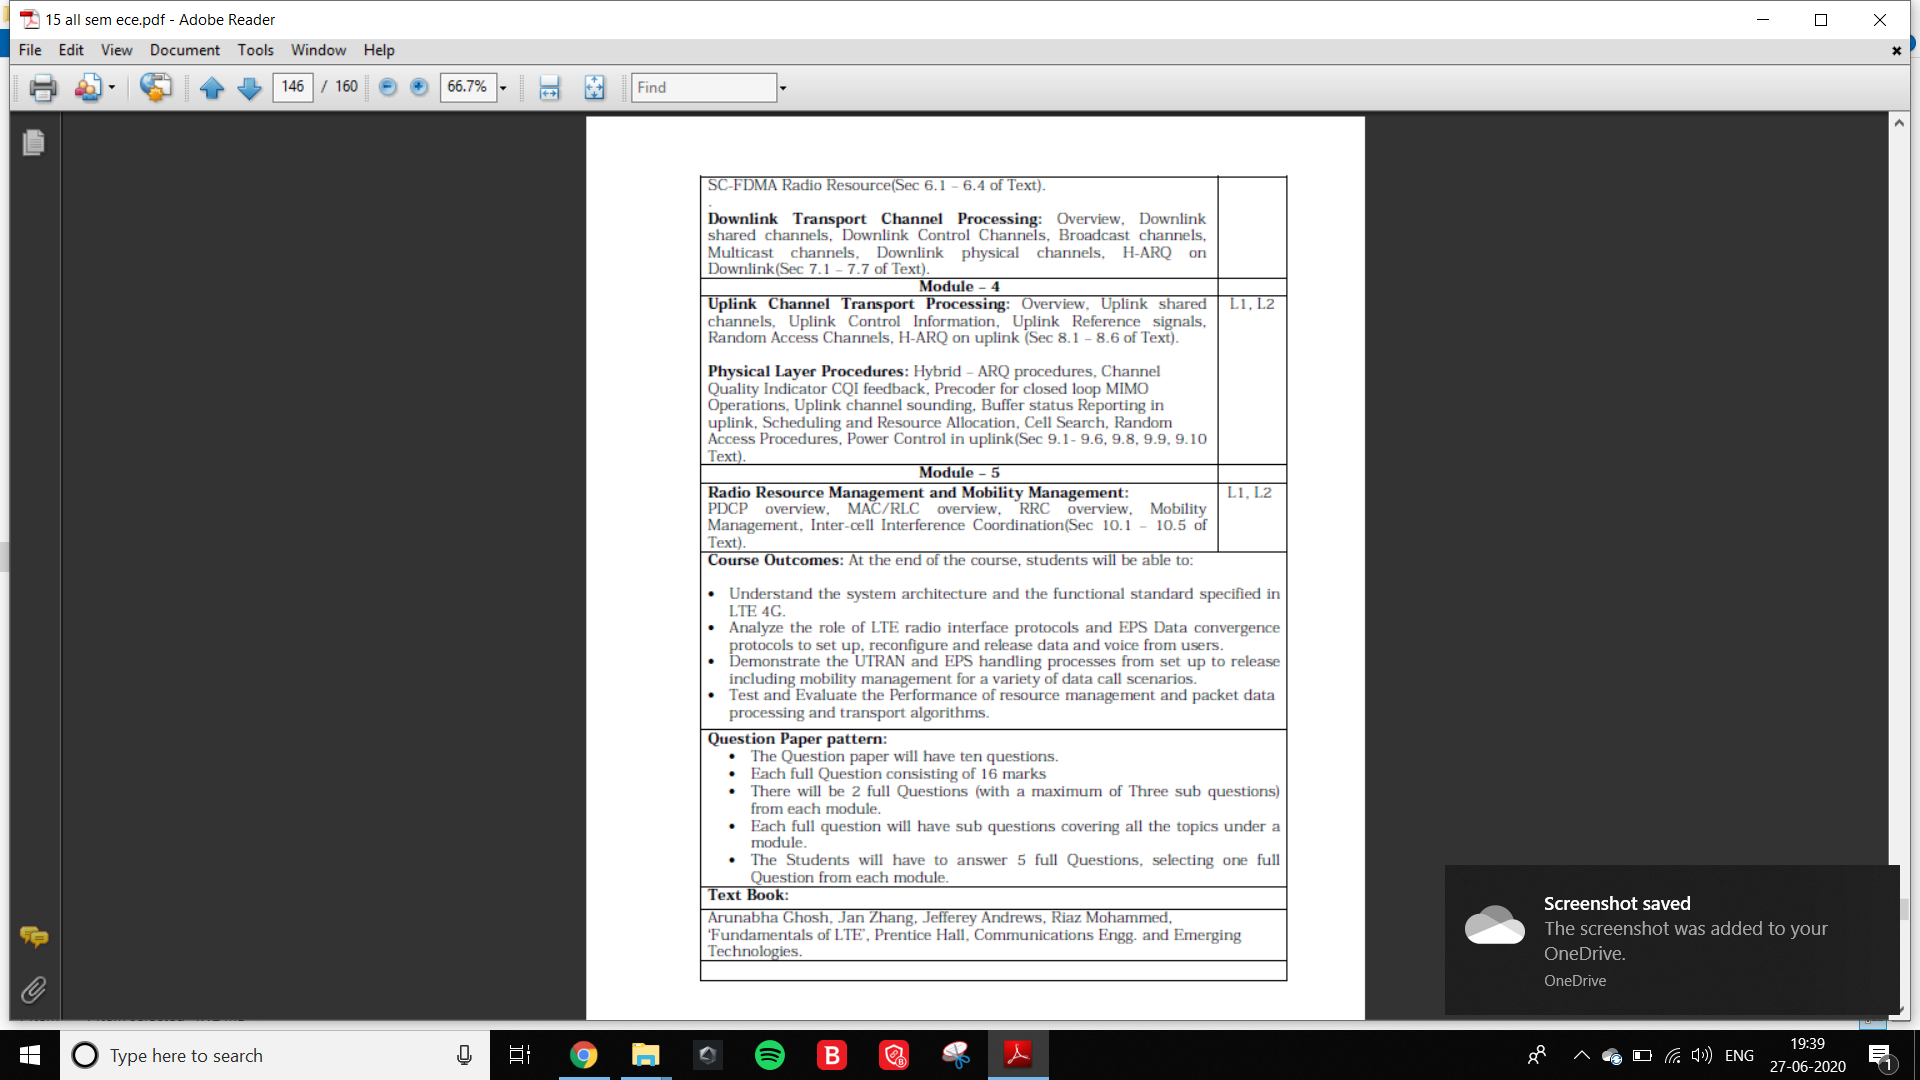 15 all sem ece.pdf - Adobe Reader
File Edit View Document Tools Window Help
146 / 160 66.7% Find
SC-FDMA Radio Resource(Sec 6.1 – 6.4 of Text).
.
Downlink Transport Channel Processing: Overview, Downlink
shared channels, Downlink Control Channels, Broadcast channels,
Multicast channels, Downlink physical channels, H-ARQ on
Downlink(Sec 7.1 – 7.7 of Text).
Module – 4
Uplink Channel Transport Processing: Overview, Uplink shared L1, L2
channels, Uplink Control Information, Uplink Reference signals,
Random Access Channels, H-ARQ on uplink (Sec 8.1 – 8.6 of Text).
Physical Layer Procedures: Hybrid – ARQ procedures, Channel
Quality Indicator CQI feedback, Precoder for closed loop MIMO
Operations, Uplink channel sounding, Buffer status Reporting in
uplink, Scheduling and Resource Allocation, Cell Search, Random
Access Procedures, Power Control in uplink(Sec 9.1- 9.6, 9.8, 9.9, 9.10
Text).
Module – 5
Radio Resource Management and Mobility Management: L1, L2
PDCP overview, MAC/RLC overview, RRC overview, Mobility
Management, Inter-cell Interference Coordination(Sec 10.1 – 10.5 of
Text).
Course Outcomes: At the end of the course, students will be able to:
• Understand the system architecture and the functional standard specified in
LTE 4G.
• Analyze the role of LTE radio interface protocols and EPS Data convergence
protocols to set up, reconfigure and release data and voice from users.
• Demonstrate the UTRAN and EPS handling processes from set up to release
including mobility management for a variety of data call scenarios.
• Test and Evaluate the Performance of resource management and packet data
processing and transport algorithms.
Question Paper pattern:
• The Question paper will have ten questions.
• Each full Question consisting of 16 marks
• There will be 2 full Questions (with a maximum of Three sub questions)
from each module.
• Each full question will have sub questions covering all the topics under a
module.
• The Students will have to answer 5 full Questions, selecting one full
Question from each module.
Text Book:
Arunabha Ghosh, Jan Zhang, Jefferey Andrews, Riaz Mohammed,
'Fundamentals of LTE', Prentice Hall, Communications Engg. and Emerging
Technologies.
Screenshot saved
The screenshot was added to your
OneDrive.
OneDrive
Type here to search
B
ENG
19:39
27-06-2020
1